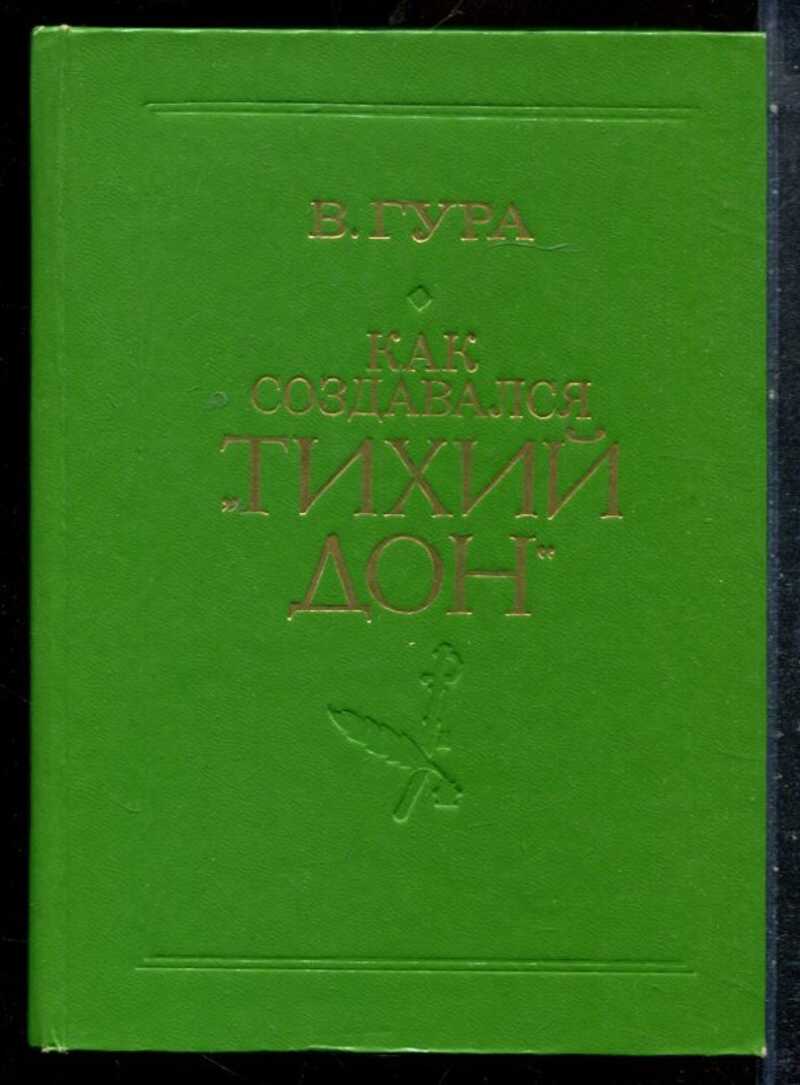 В. ГУРА
КАК
СОЗДАВАЛСЯ
„ТИХИЙ
ДОН“